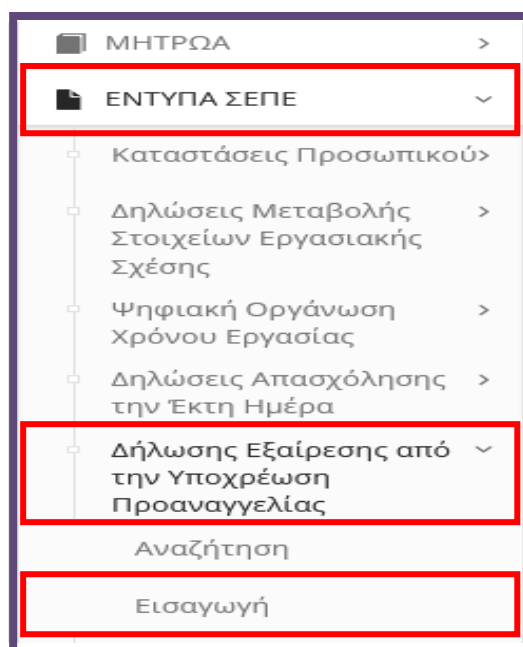 ΜΗΤΡΩΑ >
ΕΝΤΥΠΑ ΣΕΠΕ
Καταστάσεις Προσωπικού>
Δηλώσεις Μεταβολής >
Στοιχείων Εργασιακής
Σχέσης
Ψηφιακή Οργάνωση >
Χρόνου Εργασίας
Δηλώσεις Απασχόλησης >
την Έκτη Ημέρα
Δήλωσης Εξαίρεσης από
την Υποχρέωση
Προαναγγελίας
Αναζήτηση
Εισαγωγή